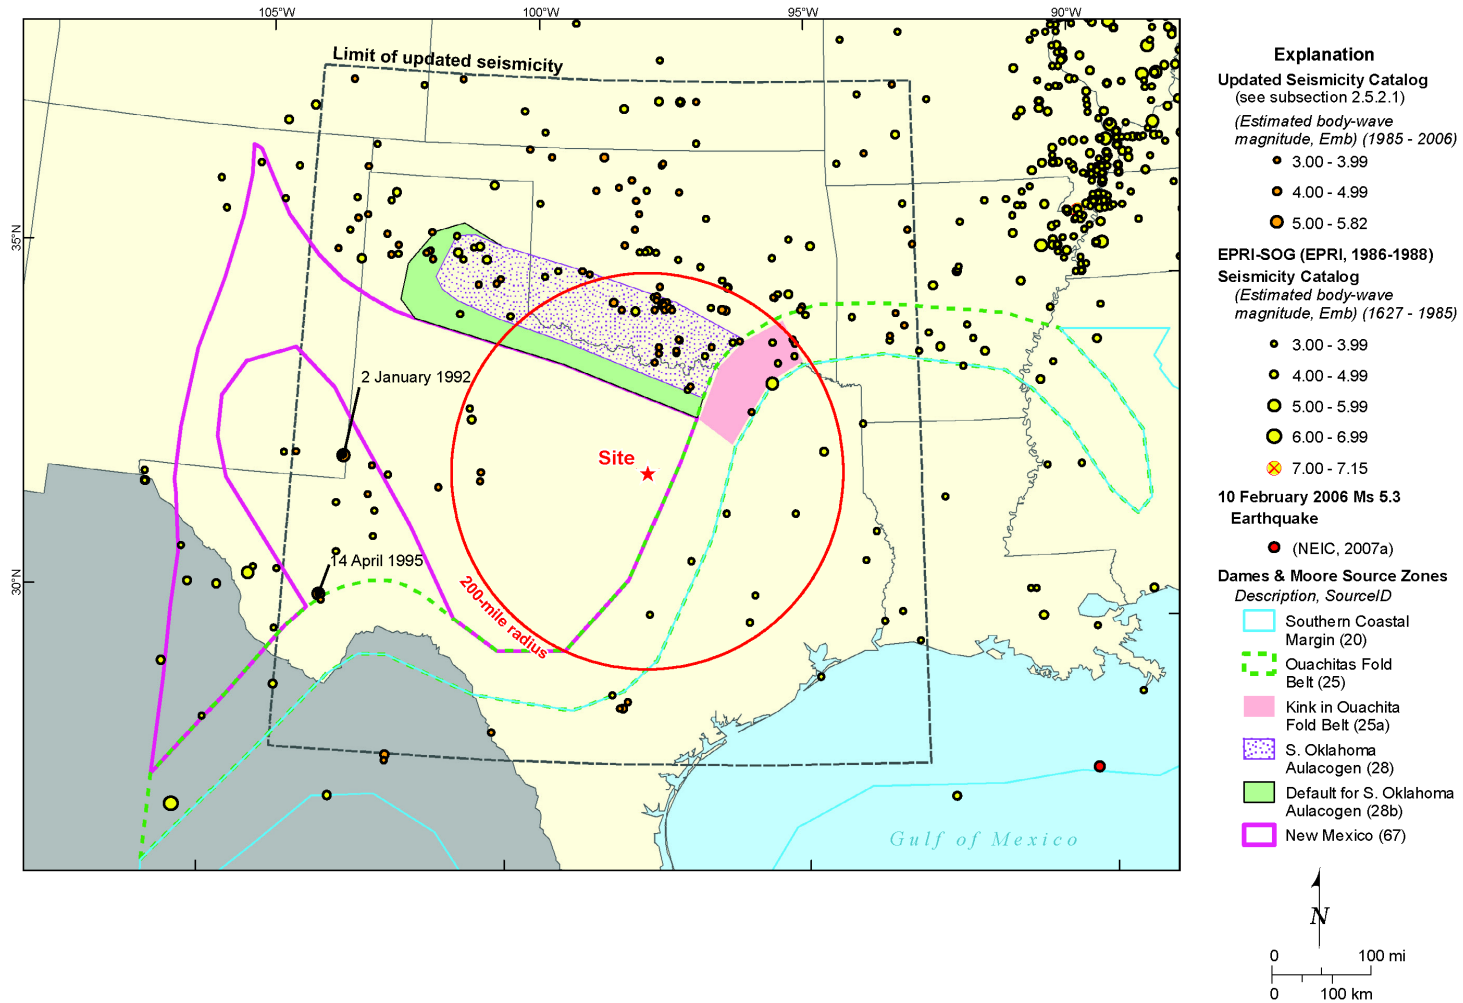 105°W
100°W
95°W
90°W
Limit of updated seismicity
35°N
2 January 1992
Site
14 April 1995
30°N
200-mile radius
Gulf of Mexico
Explanation
Updated Seismicity Catalog
(see subsection 2.5.2.1)
(Estimated body-wave
magnitude, Emb) (1985 - 2006)
3.00 - 3.99
4.00 - 4.99
5.00 - 5.82
EPRI-SOG (EPRI, 1986-1988)
Seismicity Catalog
(Estimated body-wave
magnitude, Emb) (1627 - 1985)
3.00 - 3.99
4.00 - 4.99
5.00 - 5.99
6.00 - 6.99
7.00 - 7.15
10 February 2006 Ms 5.3
Earthquake
(NEIC, 2007a)
Dames & Moore Source Zones
Description, SourceID
Southern Coastal
Margin (20)
Ouachitas Fold
Belt (25)
Kink in Ouachita
Fold Belt (25a)
S. Oklahoma
Aulacogen (28)
Default for S. Oklahoma
Aulacogen (28b)
New Mexico (67)
N
0 100 mi
0 100 km